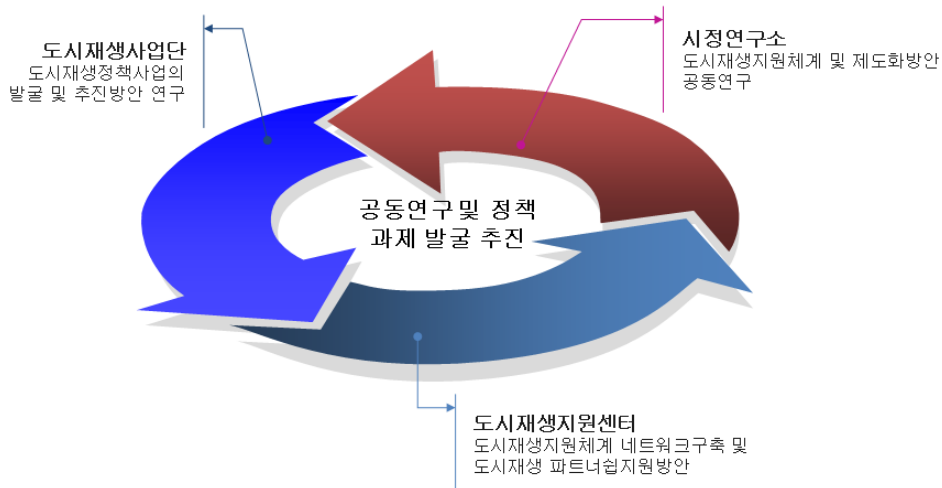 도시재생사업단
도시재생정책사업의
발굴 및 추진방안 연구
시정연구소
도시재생지원체계 및 제도화방안
공동연구
공동연구 및 정책
과제 발굴 추진
도시재생지원센터
도시재생지원체계 네트워크구축 및
도시재생 파트너쉽지원방안